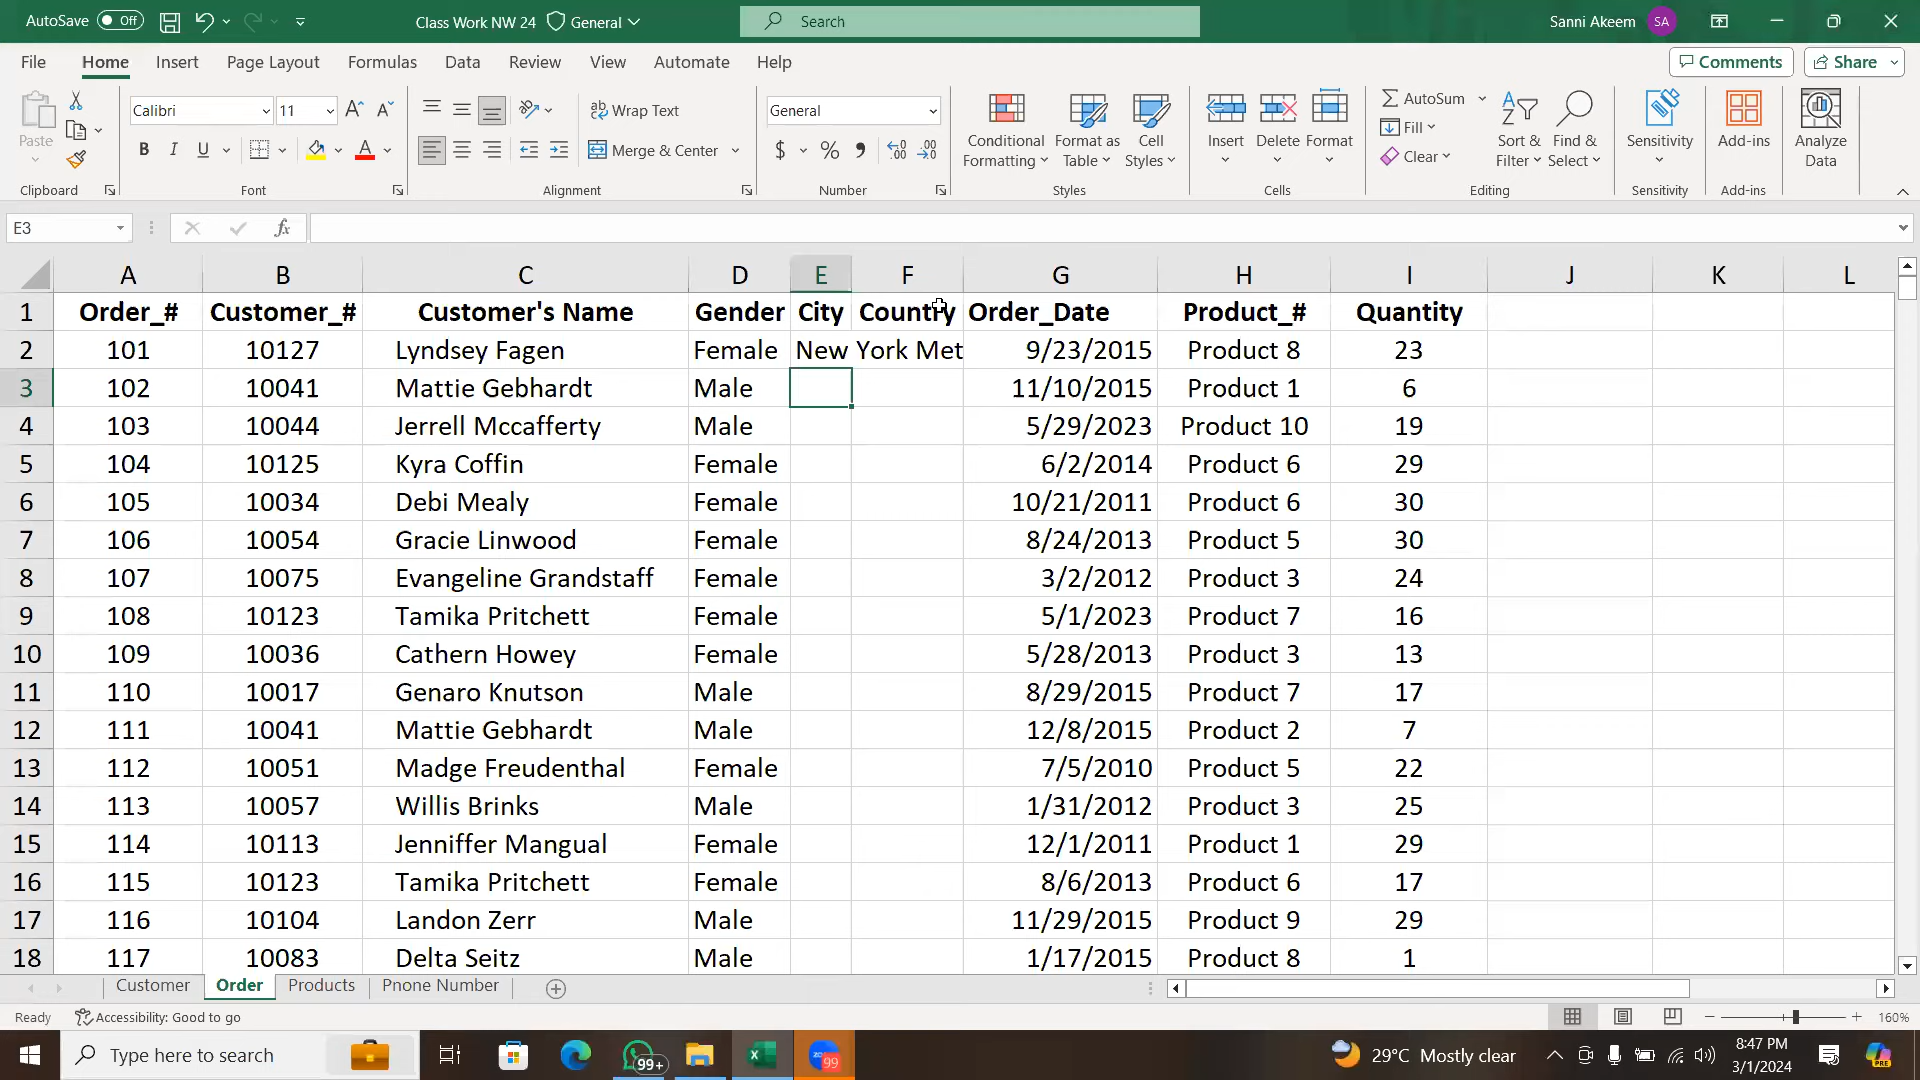 AutoSave Off Class Work NW 24 General Search Sanni Akeem SA
File Home Insert Page Layout Formulas Data Review View Automate Help Comments Share
Paste Calibri 11 A A Wrap Text General Conditional Formatting Format as Table Cell Styles Insert Delete Format AutoSum Fill Clear Sort & Filter Find & Select Sensitivity Add-ins Analyze Data
B I U A Merge & Center $ % ,
Clipboard Font Alignment Number Styles Cells Editing Sensitivity Add-ins
E3 fx
A B C D E F G H I J K L
1 Order_# Customer_# Customer's Name Gender City Country Order_Date Product_# Quantity
2 101 10127 Lyndsey Fagen Female New York Met 9/23/2015 Product 8 23
3 102 10041 Mattie Gebhardt Male 11/10/2015 Product 1 6
4 103 10044 Jerrell Mccafferty Male 5/29/2023 Product 10 19
5 104 10125 Kyra Coffin Female 6/2/2014 Product 6 29
6 105 10034 Debi Mealy Female 10/21/2011 Product 6 30
7 106 10054 Gracie Linwood Female 8/24/2013 Product 5 30
8 107 10075 Evangeline Grandstaff Female 3/2/2012 Product 3 24
9 108 10123 Tamika Pritchett Female 5/1/2023 Product 7 16
10 109 10036 Cathern Howey Female 5/28/2013 Product 3 13
11 110 10017 Genaro Knutson Male 8/29/2015 Product 7 17
12 111 10041 Mattie Gebhardt Male 12/8/2015 Product 2 7
13 112 10051 Madge Freudenthal Female 7/5/2010 Product 5 22
14 113 10057 Willis Brinks Male 1/31/2012 Product 3 25
15 114 10113 Jenniffer Mangual Female 12/1/2011 Product 1 29
16 115 10123 Tamika Pritchett Female 8/6/2013 Product 6 17
17 116 10104 Landon Zerr Male 11/29/2015 Product 9 29
18 117 10083 Delta Seitz Male 1/17/2015 Product 8 1
Customer Order Products Pnone Number
Ready Accessibility: Good to go 160%
Type here to search 99+ 99 29°C Mostly clear 8:47 PM
3/1/2024